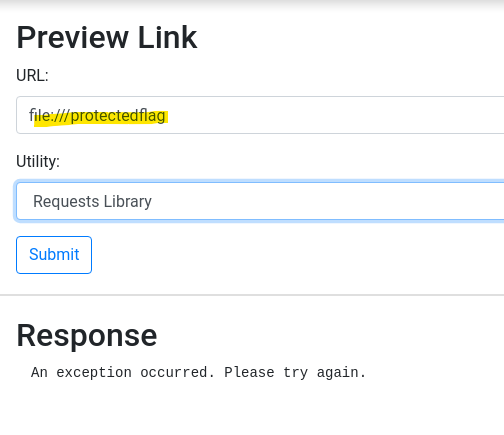 Preview Link
URL:
file:///protectedflag
Utility:
Requests Library
Submit
Response
An exception occurred. Please try again.